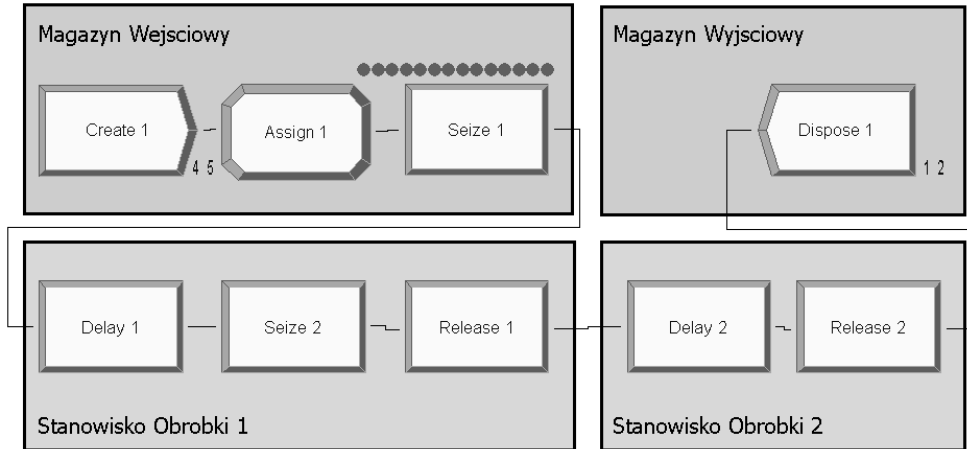 Magazyn Wejsciowy
Create 1
4 5
Assign 1
Seize 1
Magazyn Wyjsciowy
Dispose 1
1 2
Delay 1
Seize 2
Release 1
Stanowisko Obrobki 1
Delay 2
Release 2
Stanowisko Obrobki 2